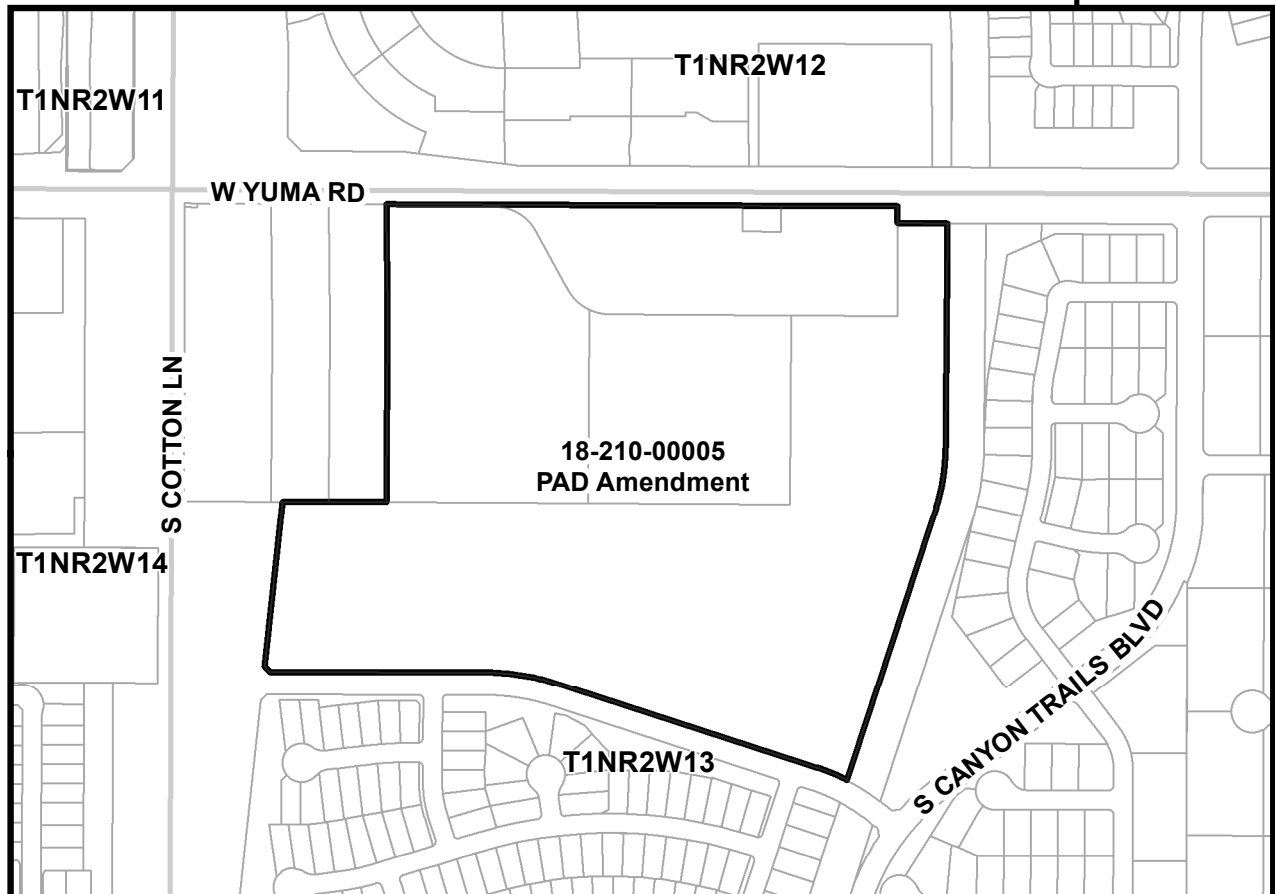 T1NR2W12
T1NR2W11
W YUMA RD
S COTTON LN
18-210-00005
PAD Amendment
T1NR2W14
S CANYON TRAILS BLVD
T1NR2W13